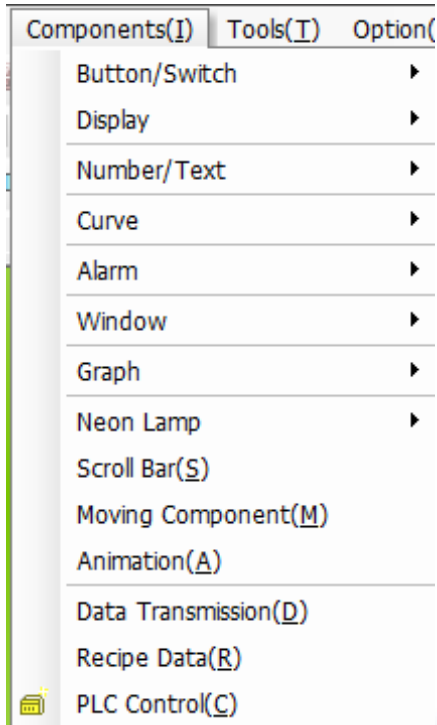 Components(I) Tools(T) Option(
Button/Switch
Display
Number/Text
Curve
Alarm
Window
Graph
Neon Lamp
Scroll Bar(S)
Moving Component(M)
Animation(A)
Data Transmission(D)
Recipe Data(R)
PLC Control(C)